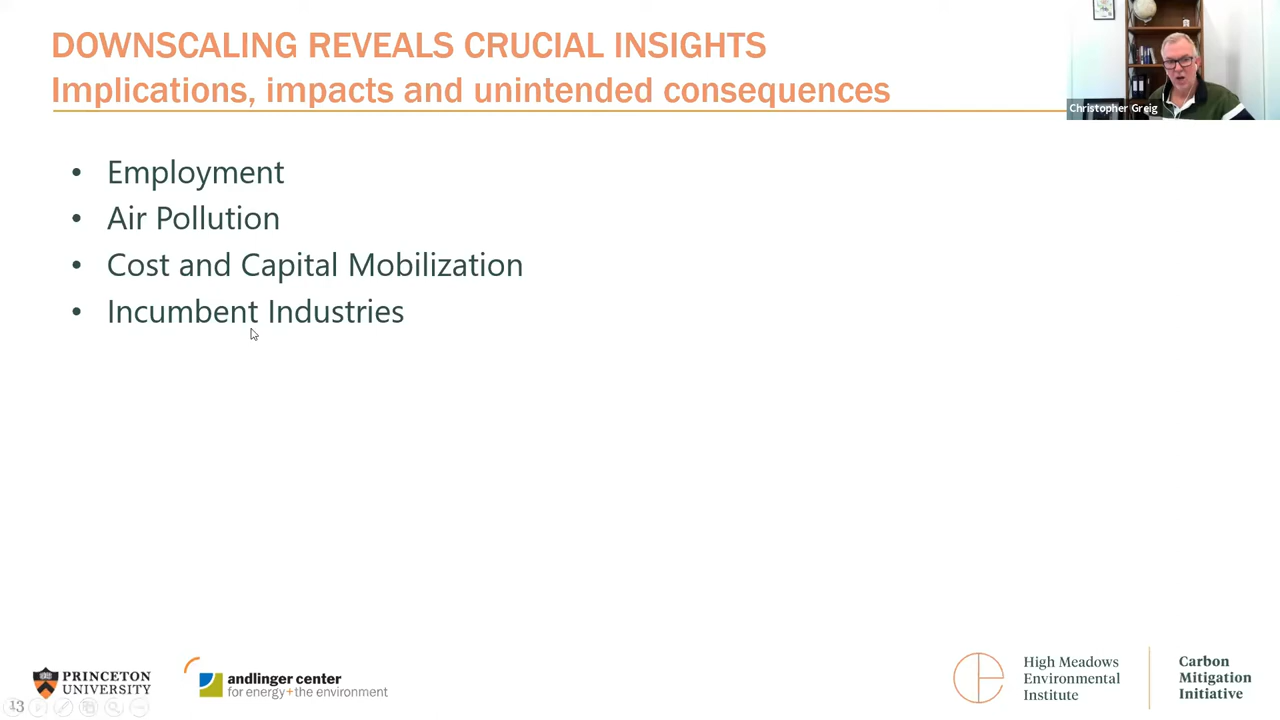 DOWNSCALING REVEALS CRUCIAL INSIGHTS
Implications, impacts and unintended consequences
Christopher Greig
• Employment
• Air Pollution
• Cost and Capital Mobilization
• Incumbent Industries
PRINCETON
UNIVERSITY
andlinger center
for energy+the environment
High Meadows
Environmental
Institute
Carbon
Mitigation
Initiative
13